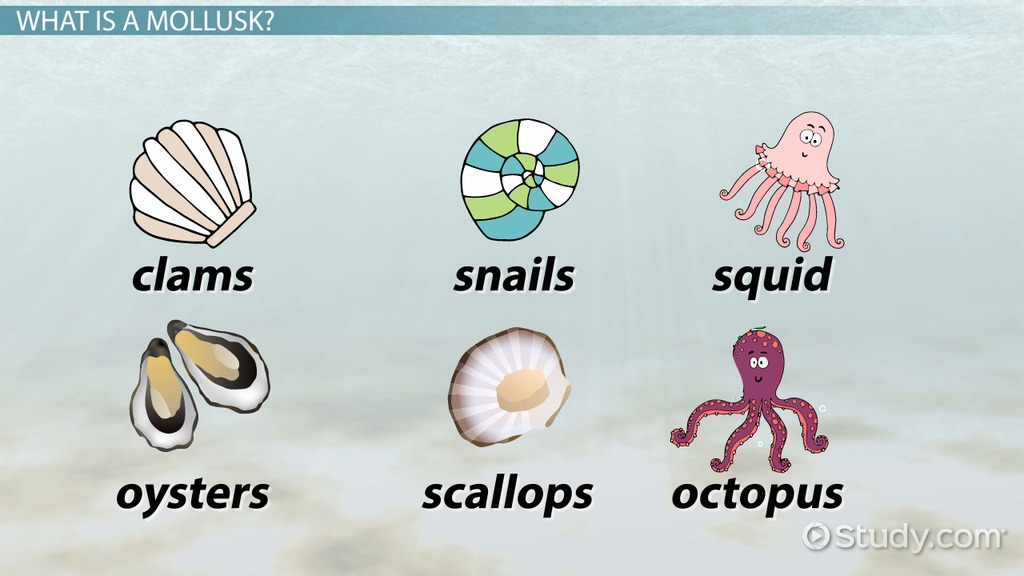 WHAT IS A MOLLUSK?
clams
snails
squid
oysters
scallops
octopus
Study.com